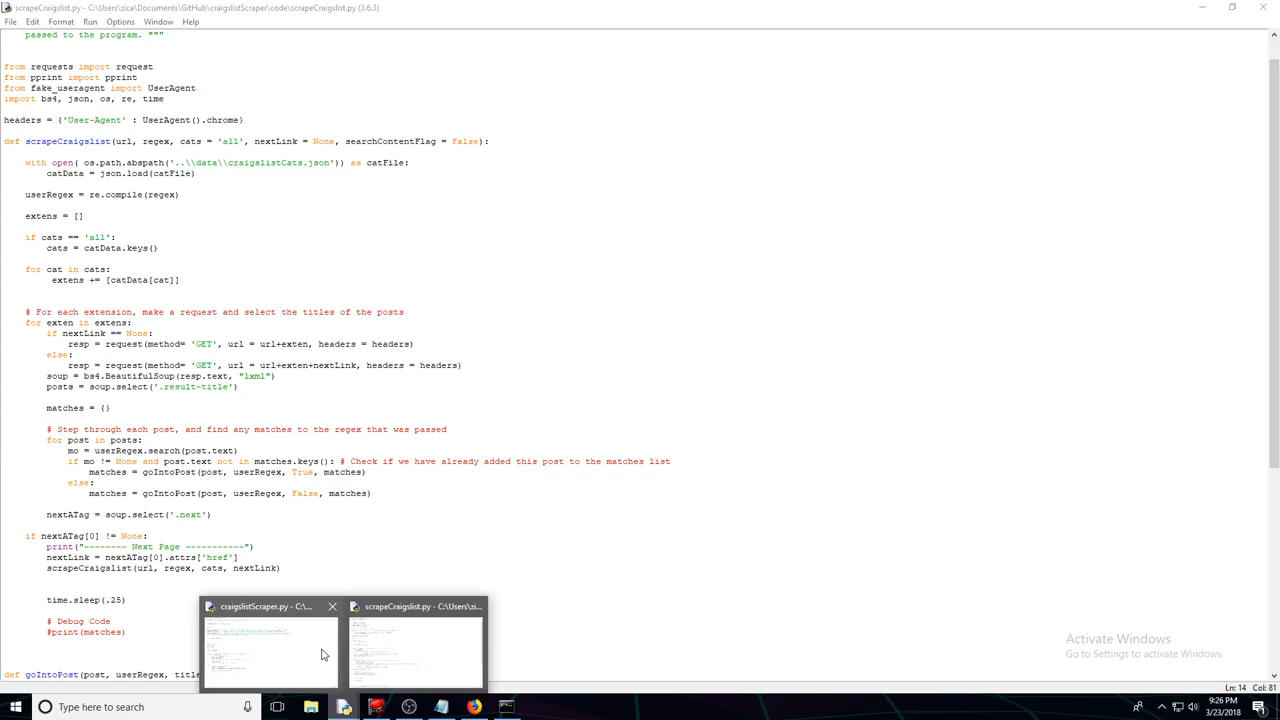 scrapeCraigslist.py - C:\Users\zica\Documents\GitHub\craigslistScraper\code\scrapeCraigslist.py (3.6.3)
File Edit Format Run Options Window Help
passed to the program. """
from requests import request
from pprint import pprint
from fake_useragent import UserAgent
import bs4, json, os, re, time
headers = {'User-Agent' : UserAgent().chrome}
def scrapeCraigslist(url, regex, cats = 'all', nextLink = None, searchContentFlag = False):
with open( os.path.abspath('..\\data\\craigslistCats.json')) as catFile:
catData = json.load(catFile)
userRegex = re.compile(regex)
extens = []
if cats == 'all':
cats = catData.keys()
for cat in cats:
extens += [catData[cat]]
# For each extension, make a request and select the titles of the posts
for exten in extens:
if nextLink == None:
resp = request(method= 'GET', url = url+exten, headers = headers)
else:
resp = request(method= 'GET', url = url+exten+nextLink, headers = headers)
soup = bs4.BeautifulSoup(resp.text, "lxml")
posts = soup.select('.result-title')
matches = {}
# Step through each post, and find any matches to the regex that was passed
for post in posts:
mo = userRegex.search(post.text)
if mo != None and post.text not in matches.keys(): # Check if we have already added this post to the matches list
matches = goIntoPost(post, userRegex, True, matches)
else:
matches = goIntoPost(post, userRegex, False, matches)
nextATag = soup.select('.next')
if nextATag[0] != None:
print("-------- Next Page -----------")
nextLink = nextATag[0].attrs['href']
scrapeCraigslist(url, regex, cats, nextLink)
time.sleep(.25)
# Debug Code
#print(matches)
def goIntoPost(post, userRegex, title
craigslistScraper.py - C:\...
scrapeCraigslist.py - C:\Users\zi...
Activate Windows
Go to Settings to activate Windows.
Ln: 14 Col: 81
Type here to search
9:26 PM
3/23/2018